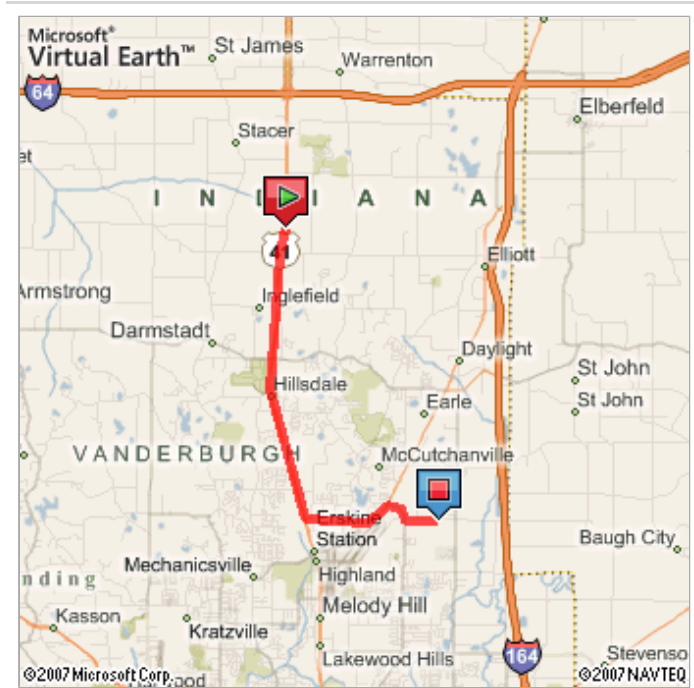 Microsoft®
Virtual Earth™
St James
Warrenton
64
Elberfeld
Stacer
et
INDIANA
41
Elliott
Armstrong
Inglefield
Darmstadt
Daylight
St John
Hillsdale
St John
Earle
VANDERBURGH
McCutchanville
Erskine
Station
Baugh City
Mechanicsville
Highland
nding
Melody Hill
Kasson
Kratzville
Lakewood Hills
164
Stevenso
©2007 Microsoft Corp.
©2007 NAVTEQ